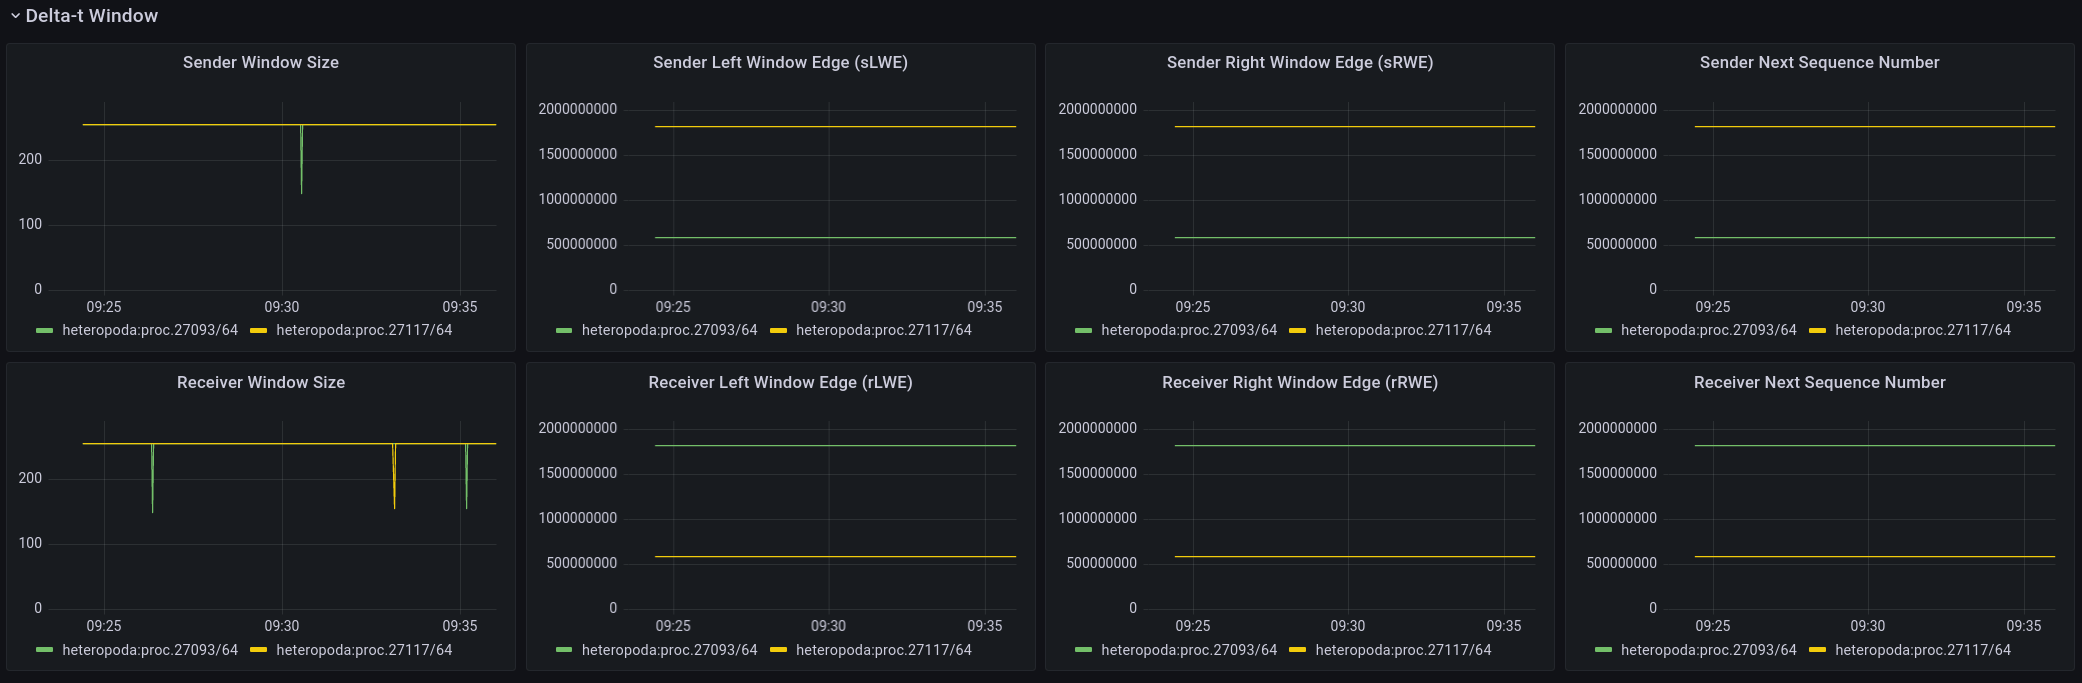 Delta-t Window
Sender Window Size
200
100
0
09:25 09:30 09:35
heteropoda:proc.27093/64 heteropoda:proc.27117/64
Sender Left Window Edge (sLWE)
2000000000
1500000000
1000000000
500000000
0
09:25 09:30 09:35
heteropoda:proc.27093/64 heteropoda:proc.27117/64
Sender Right Window Edge (sRWE)
2000000000
1500000000
1000000000
500000000
0
09:25 09:30 09:35
heteropoda:proc.27093/64 heteropoda:proc.27117/64
Sender Next Sequence Number
2000000000
1500000000
1000000000
500000000
0
09:25 09:30 09:35
heteropoda:proc.27093/64 heteropoda:proc.27117/64
Receiver Window Size
200
100
0
09:25 09:30 09:35
heteropoda:proc.27093/64 heteropoda:proc.27117/64
Receiver Left Window Edge (rLWE)
2000000000
1500000000
1000000000
500000000
0
09:25 09:30 09:35
heteropoda:proc.27093/64 heteropoda:proc.27117/64
Receiver Right Window Edge (rRWE)
2000000000
1500000000
1000000000
500000000
0
09:25 09:30 09:35
heteropoda:proc.27093/64 heteropoda:proc.27117/64
Receiver Next Sequence Number
2000000000
1500000000
1000000000
500000000
0
09:25 09:30 09:35
heteropoda:proc.27093/64 heteropoda:proc.27117/64